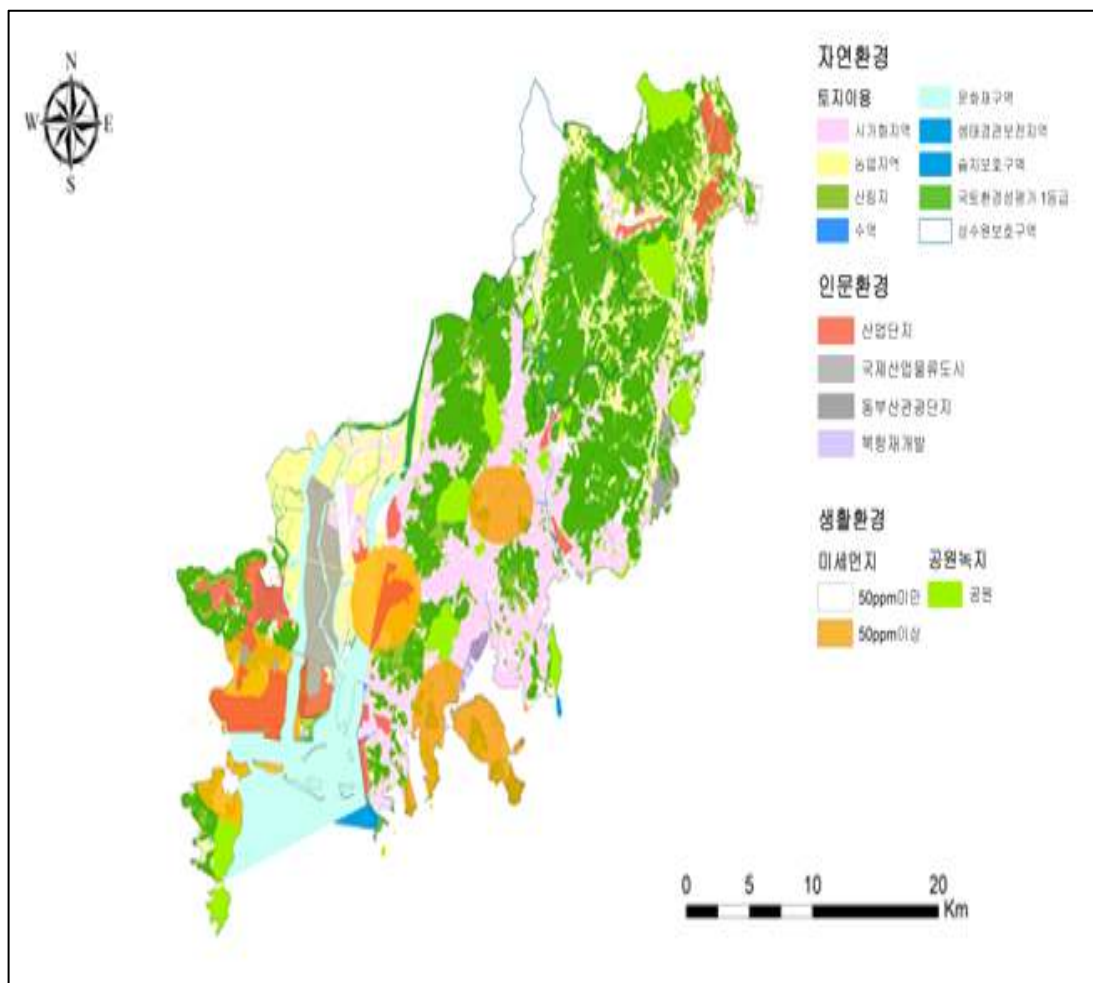 N
W E
S
자연환경
토지이용
시가화지역
농업지역
산림지
수역
문화재구역
생태경관보전지역
습지보호구역
국토환경성평가 1등급
상수원보호구역
인문환경
산업단지
국제산업물류도시
동부산관광단지
북항재개발
생활환경
미세먼지
50ppm미만
50ppm이상
공원녹지
공원
0 5 10 20
Km